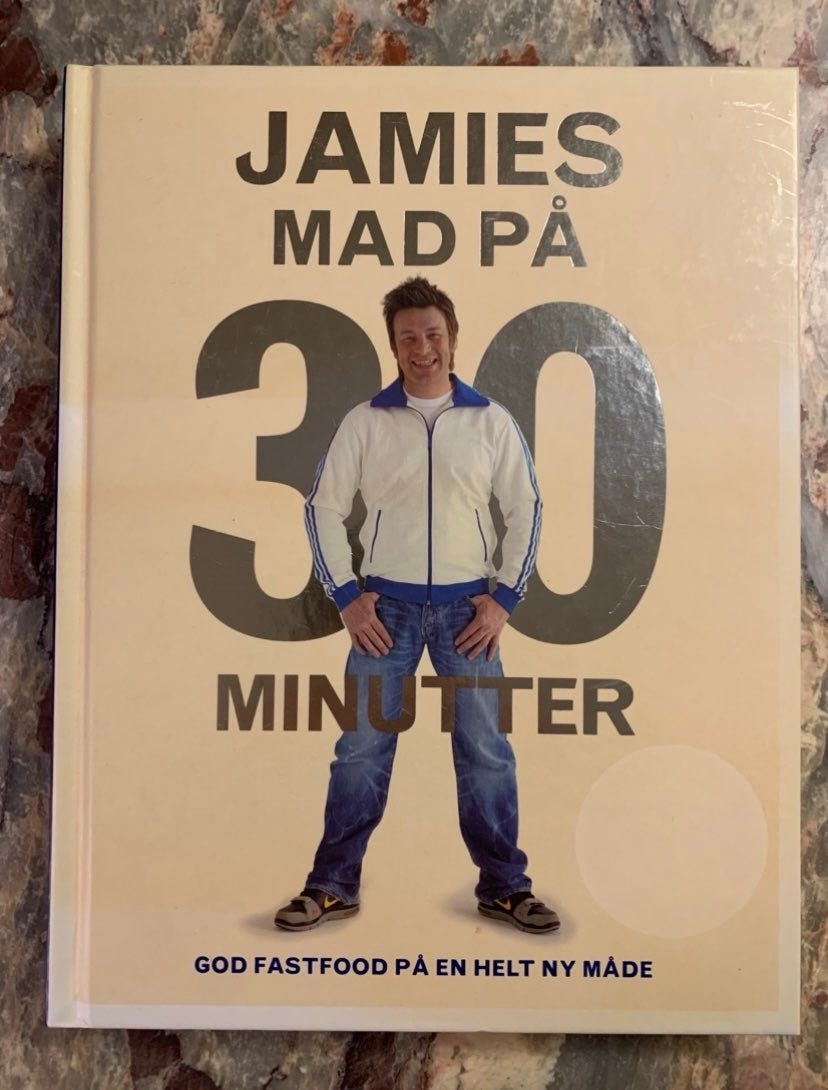 JAMIES
MAD PÅ
30
MINUTTER
GOD FASTFOOD PÅ EN HELT NY MÅDE